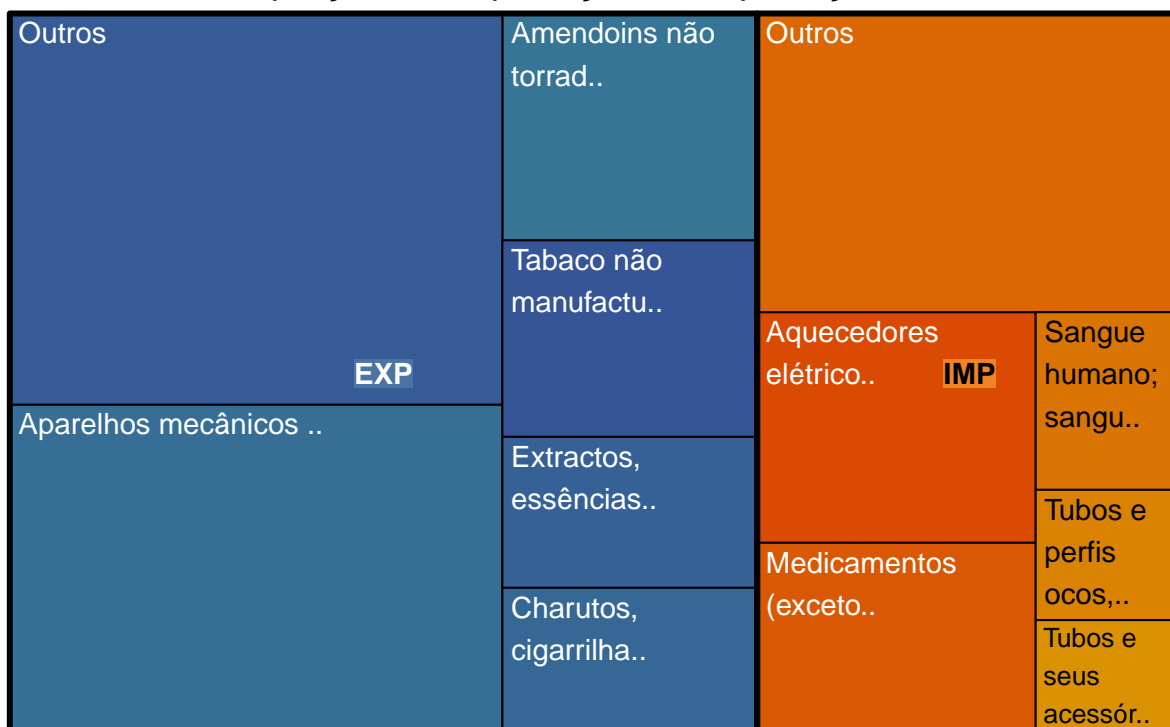 Outros
EXP
Aparelhos mecânicos ..
Amendoins não
torrad..
Tabaco não
manufactu..
Extractos,
essências..
Charutos,
cigarrilha..
Outros
Aquecedores
elétrico..
IMP
Medicamentos
(exceto..
Sangue
humano;
sangu..
Tubos e
perfis
ocos,..
Tubos e
seus
acessór..